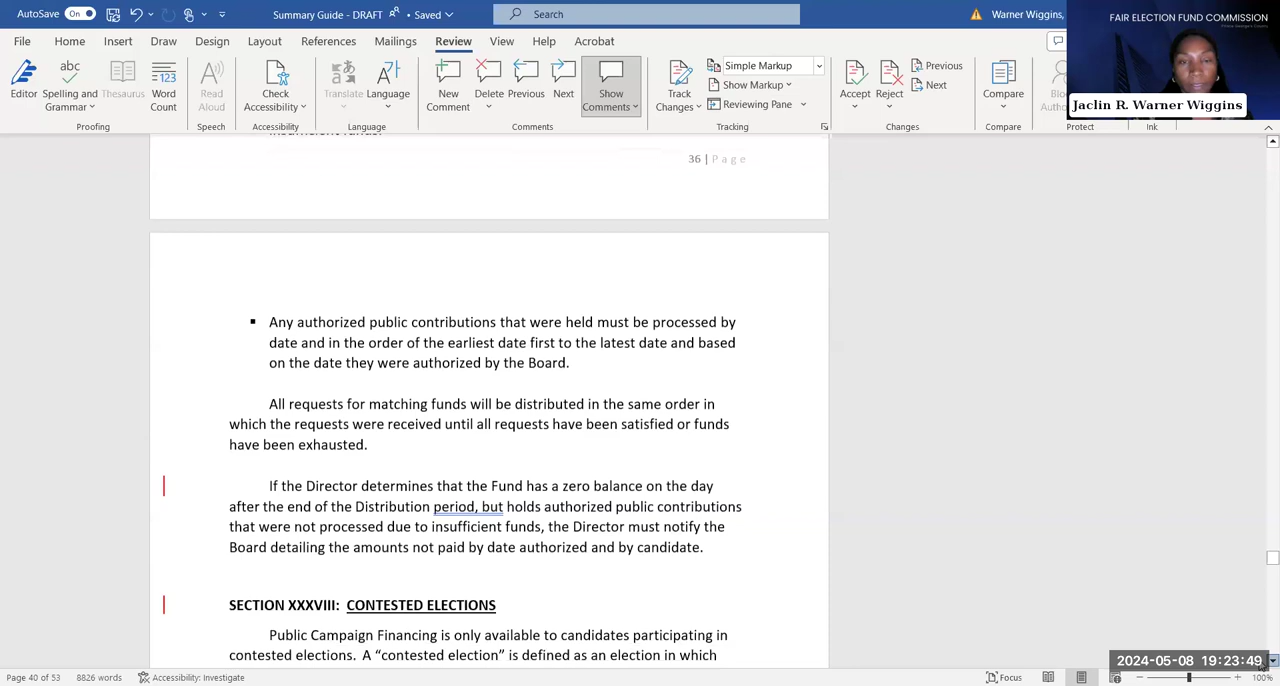 AutoSave On Summary Guide - DRAFT • Saved Search Warner Wiggins,
FAIR ELECTION FUND COMMISSION
File Home Insert Draw Design Layout References Mailings Review View Help Acrobat
Editor
Spelling and Grammar
Thesaurus
Word Count
Read Aloud
Check Accessibility
Translate
Language
New Comment
Delete
Previous
Next
Show Comments
Track Changes
Simple Markup
Show Markup
Reviewing Pane
Accept
Reject
Previous
Next
Compare
Jaclin R. Warner Wiggins
Proofing Speech Accessibility Language Comments Tracking Changes Compare Protect Ink
36 | Page
▪ Any authorized public contributions that were held must be processed by
date and in the order of the earliest date first to the latest date and based
on the date they were authorized by the Board.
All requests for matching funds will be distributed in the same order in
which the requests were received until all requests have been satisfied or funds
have been exhausted.
If the Director determines that the Fund has a zero balance on the day
after the end of the Distribution period, but holds authorized public contributions
that were not processed due to insufficient funds, the Director must notify the
Board detailing the amounts not paid by date authorized and by candidate.
SECTION XXXVIII: CONTESTED ELECTIONS
Public Campaign Financing is only available to candidates participating in
contested elections. A “contested election” is defined as an election in which
2024-05-08 19:23:49
Page 40 of 53 8826 words Accessibility: Investigate Focus 100%